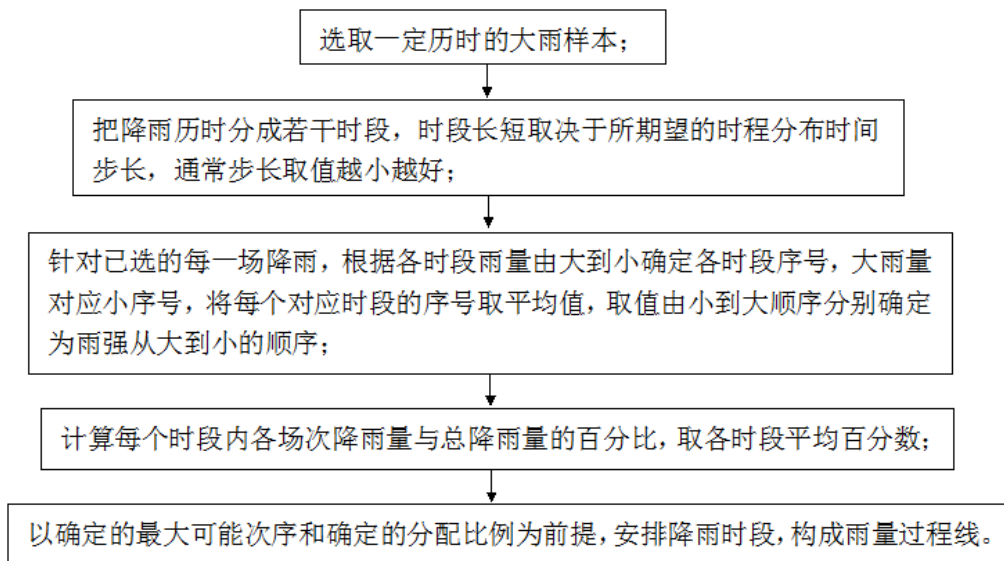 选取一定历时的大雨样本；
把降雨历时分成若干时段，时段长短取决于所期望的时程分布时间
步长，通常步长取值越小越好；
针对已选的每一场降雨，根据各时段雨量由大到小确定各时段序号，大雨量
对应小序号，将每个对应时段的序号取平均值，取值由小到大顺序分别确定
为雨强从大到小的顺序；
计算每个时段内各场次降雨量与总降雨量的百分比，取各时段平均百分数；
以确定的最大可能次序和确定的分配比例为前提，安排降雨时段，构成雨量过程线。